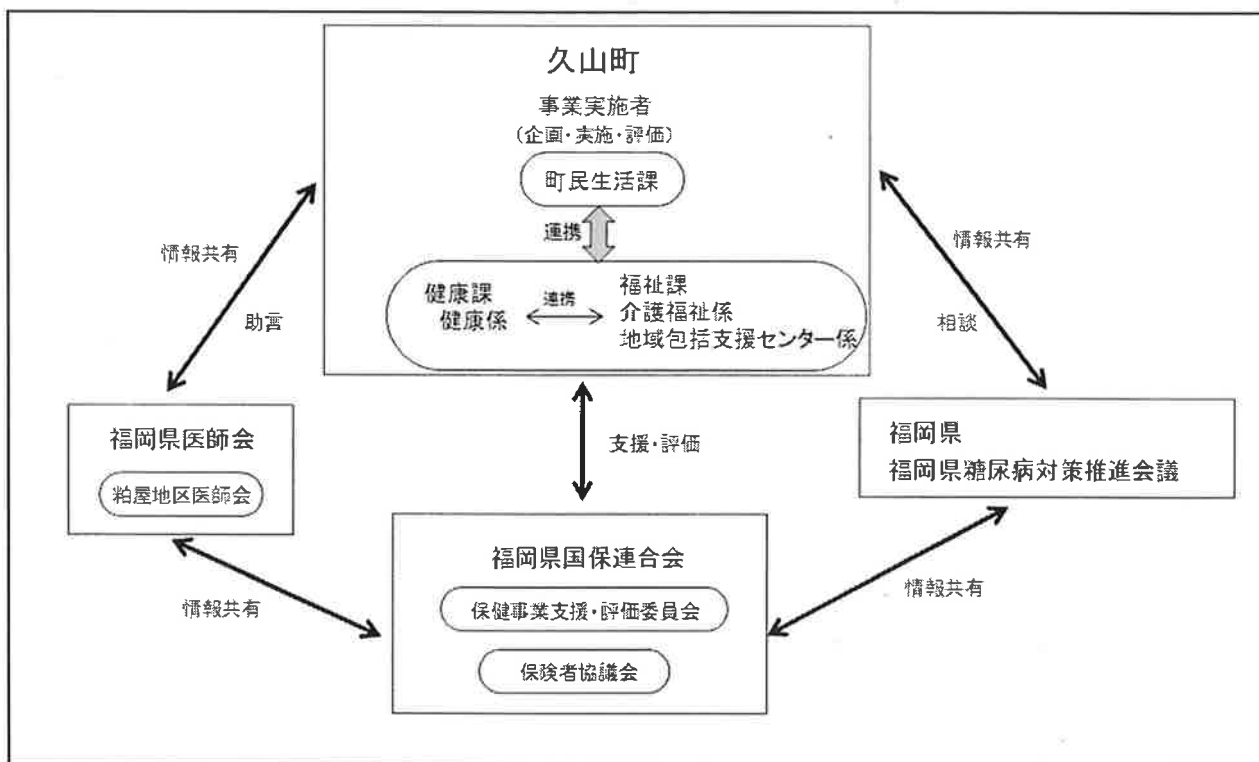 久山町
事業実施者
(企画・実施・評価)
町民生活課
連携
健康課
健康係
連携
福祉課
介護福祉係
地域包括支援センター係
情報共有
助言
情報共有
相談
福岡県医師会
粕屋地区医師会
支援・評価
福岡県
福岡県糖尿病対策推進会議
福岡県国保連合会
保健事業支援・評価委員会
保険者協議会
情報共有
情報共有